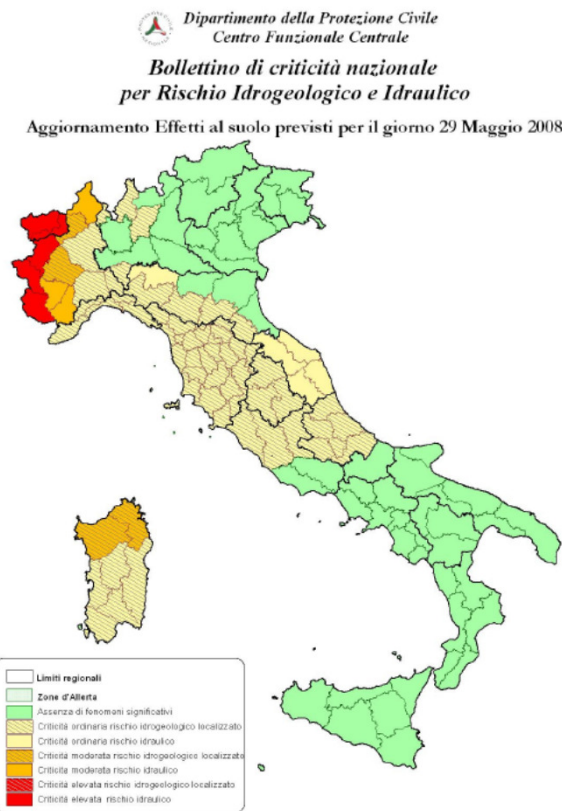 Dipartimento della Protezione Civile
Centro Funzionale Centrale
Bollettino di criticità nazionale
per Rischio Idrogeologico e Idraulico
Aggiornamento Effetti al suolo previsti per il giorno 29 Maggio 2008
Limiti regionali
Zone d'Allerta
Assenza di fenomeni significativi
Criticità ordinaria rischio idrogeologico localizzato
Criticità ordinaria rischio idraulico
Criticità moderata rischio idrogeologico localizzato
Criticità moderata rischio idraulico
Criticità elevata rischio idrogeologico localizzato
Criticità elevata rischio idraulico